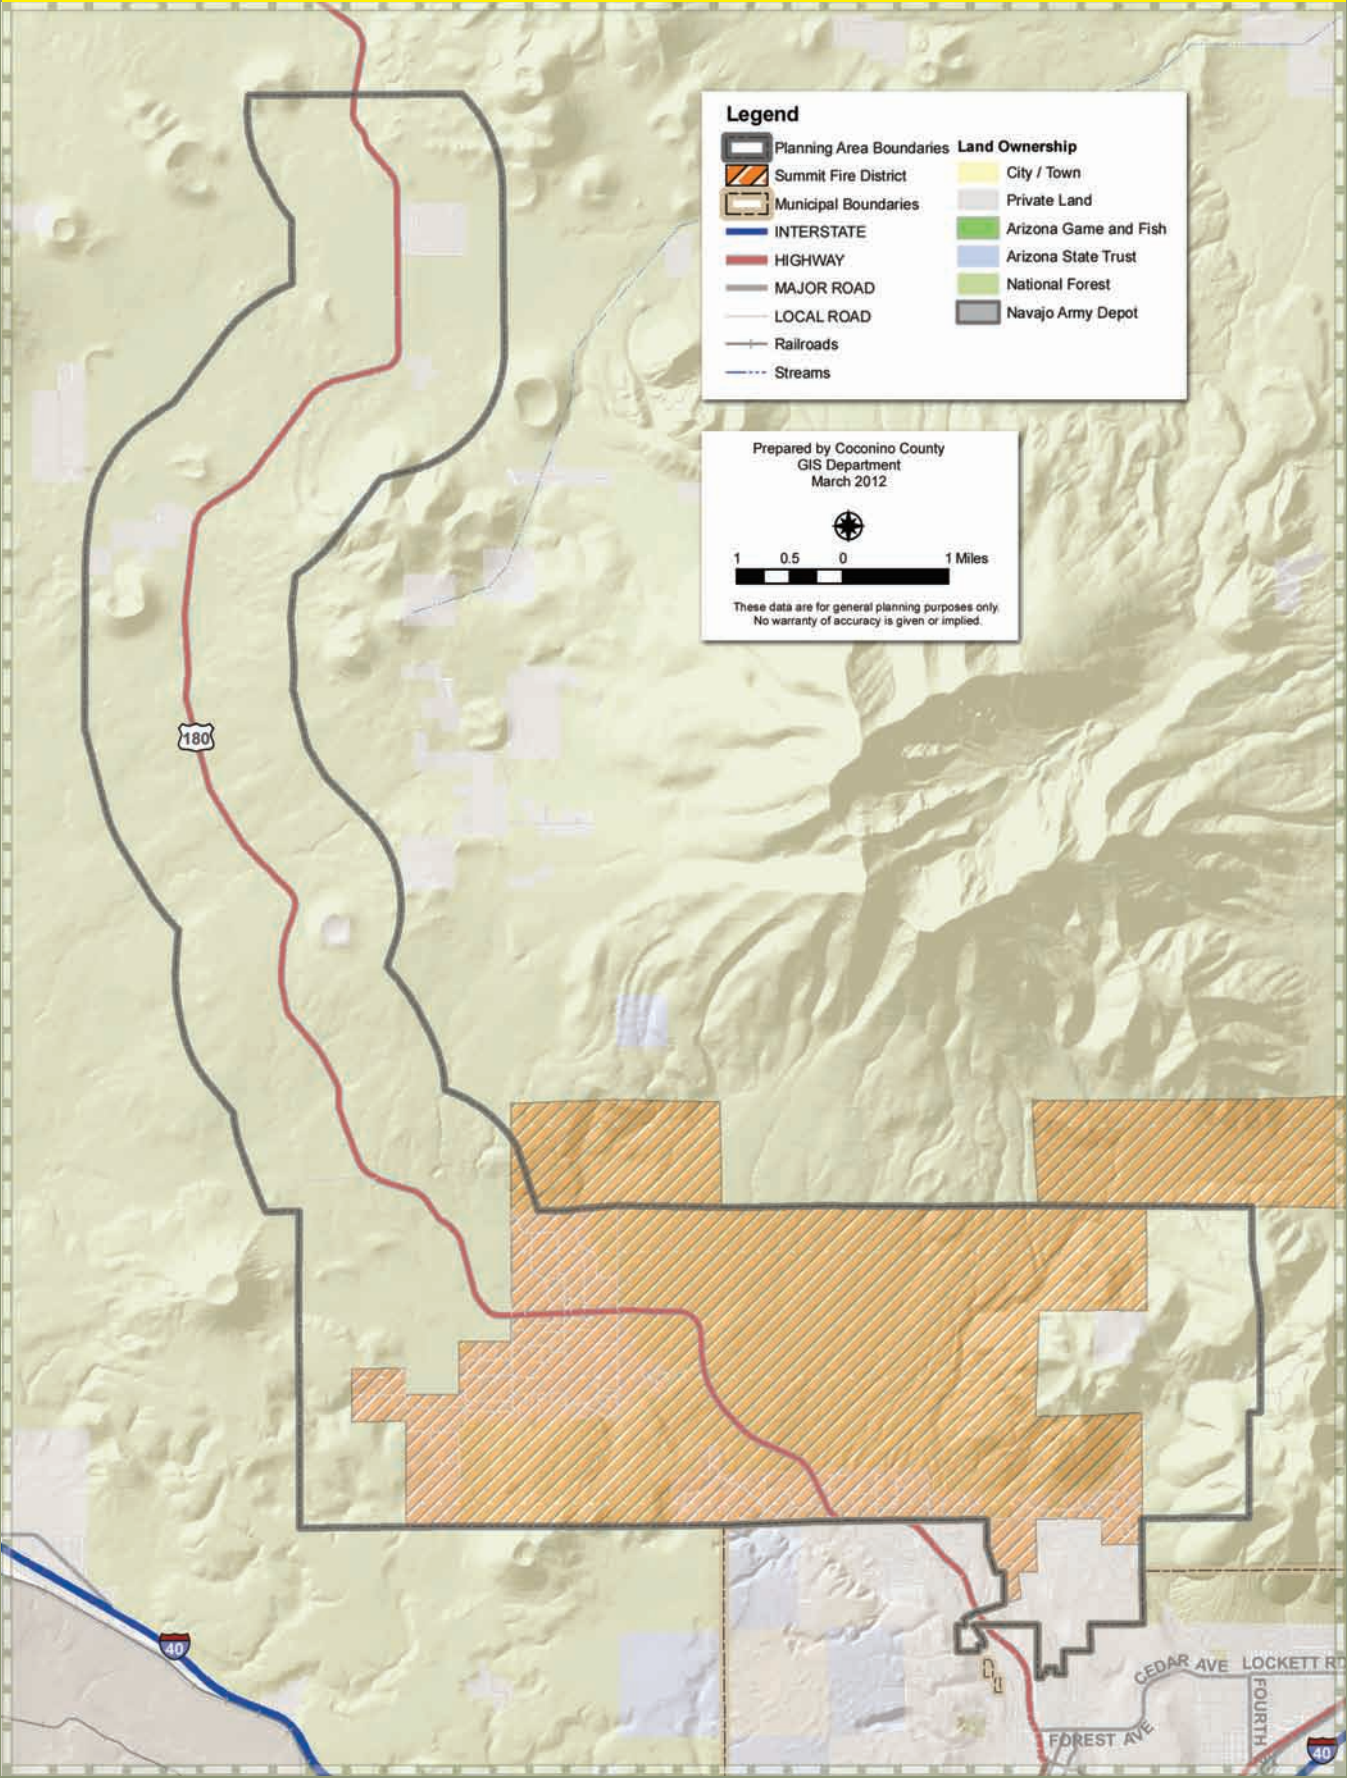 Legend
Planning Area Boundaries
Summit Fire District
Municipal Boundaries
INTERSTATE
HIGHWAY
MAJOR ROAD
LOCAL ROAD
Railroads
Streams
Land Ownership
City / Town
Private Land
Arizona Game and Fish
Arizona State Trust
National Forest
Navajo Army Depot
Prepared by Coconino County
GIS Department
March 2012
1 0.5 0 1 Miles
These data are for general planning purposes only.
No warranty of accuracy is given or implied.
180
40
CEDAR AVE
LOCKETT RD
FOURTH
FOREST AVE
40